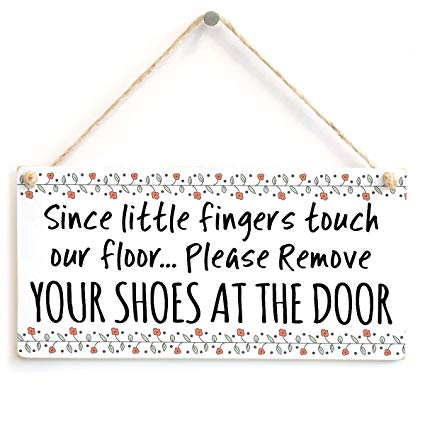 Since little fingers touch
our floor... Please Remove
YOUR SHOES AT THE DOOR